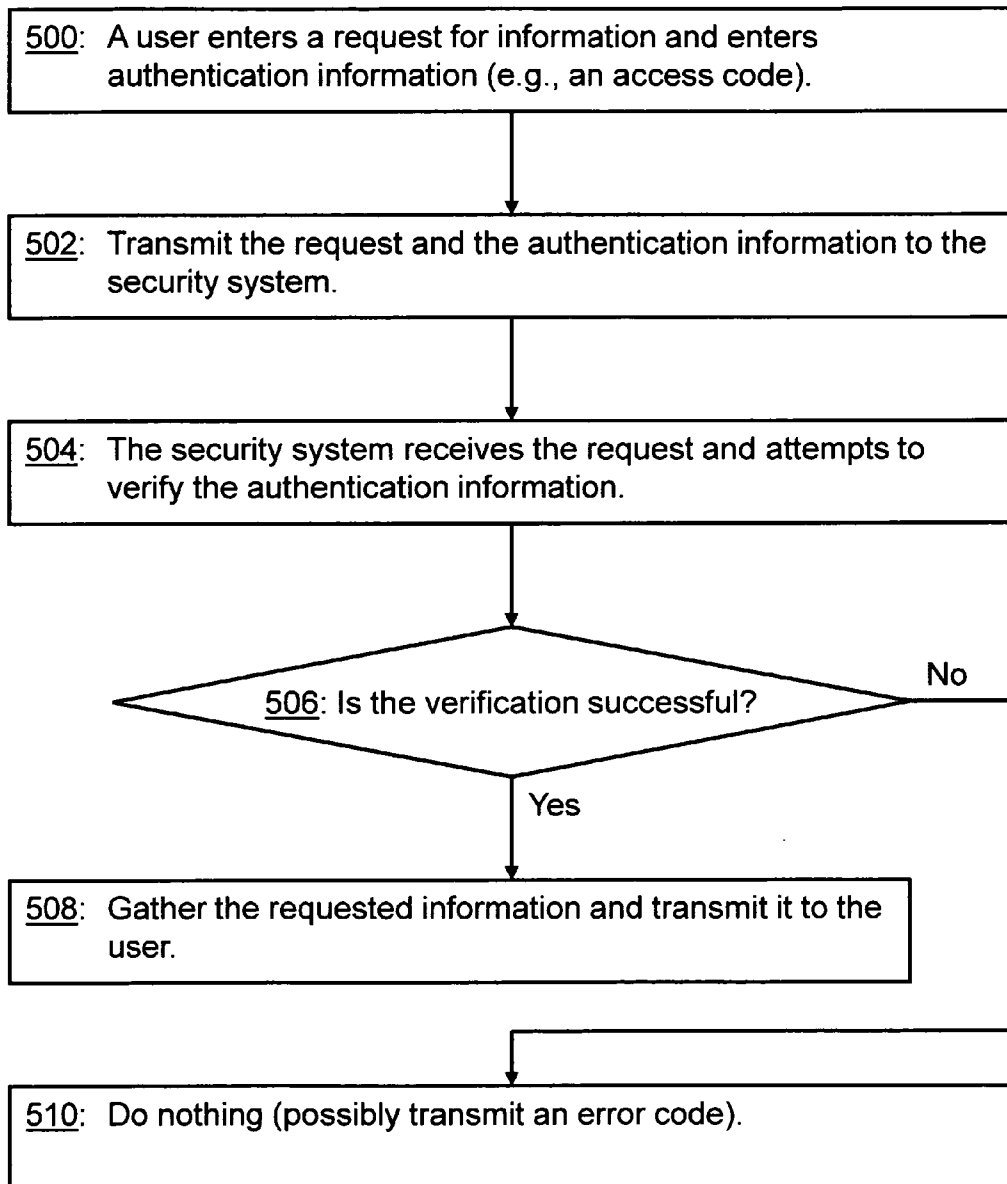 500: A user enters a request for information and enters
authentication information (e.g., an access code).
502: Transmit the request and the authentication information to the
security system.
504: The security system receives the request and attempts to
verify the authentication information.
506: Is the verification successful?
No
Yes
508: Gather the requested information and transmit it to the
user.
510: Do nothing (possibly transmit an error code).